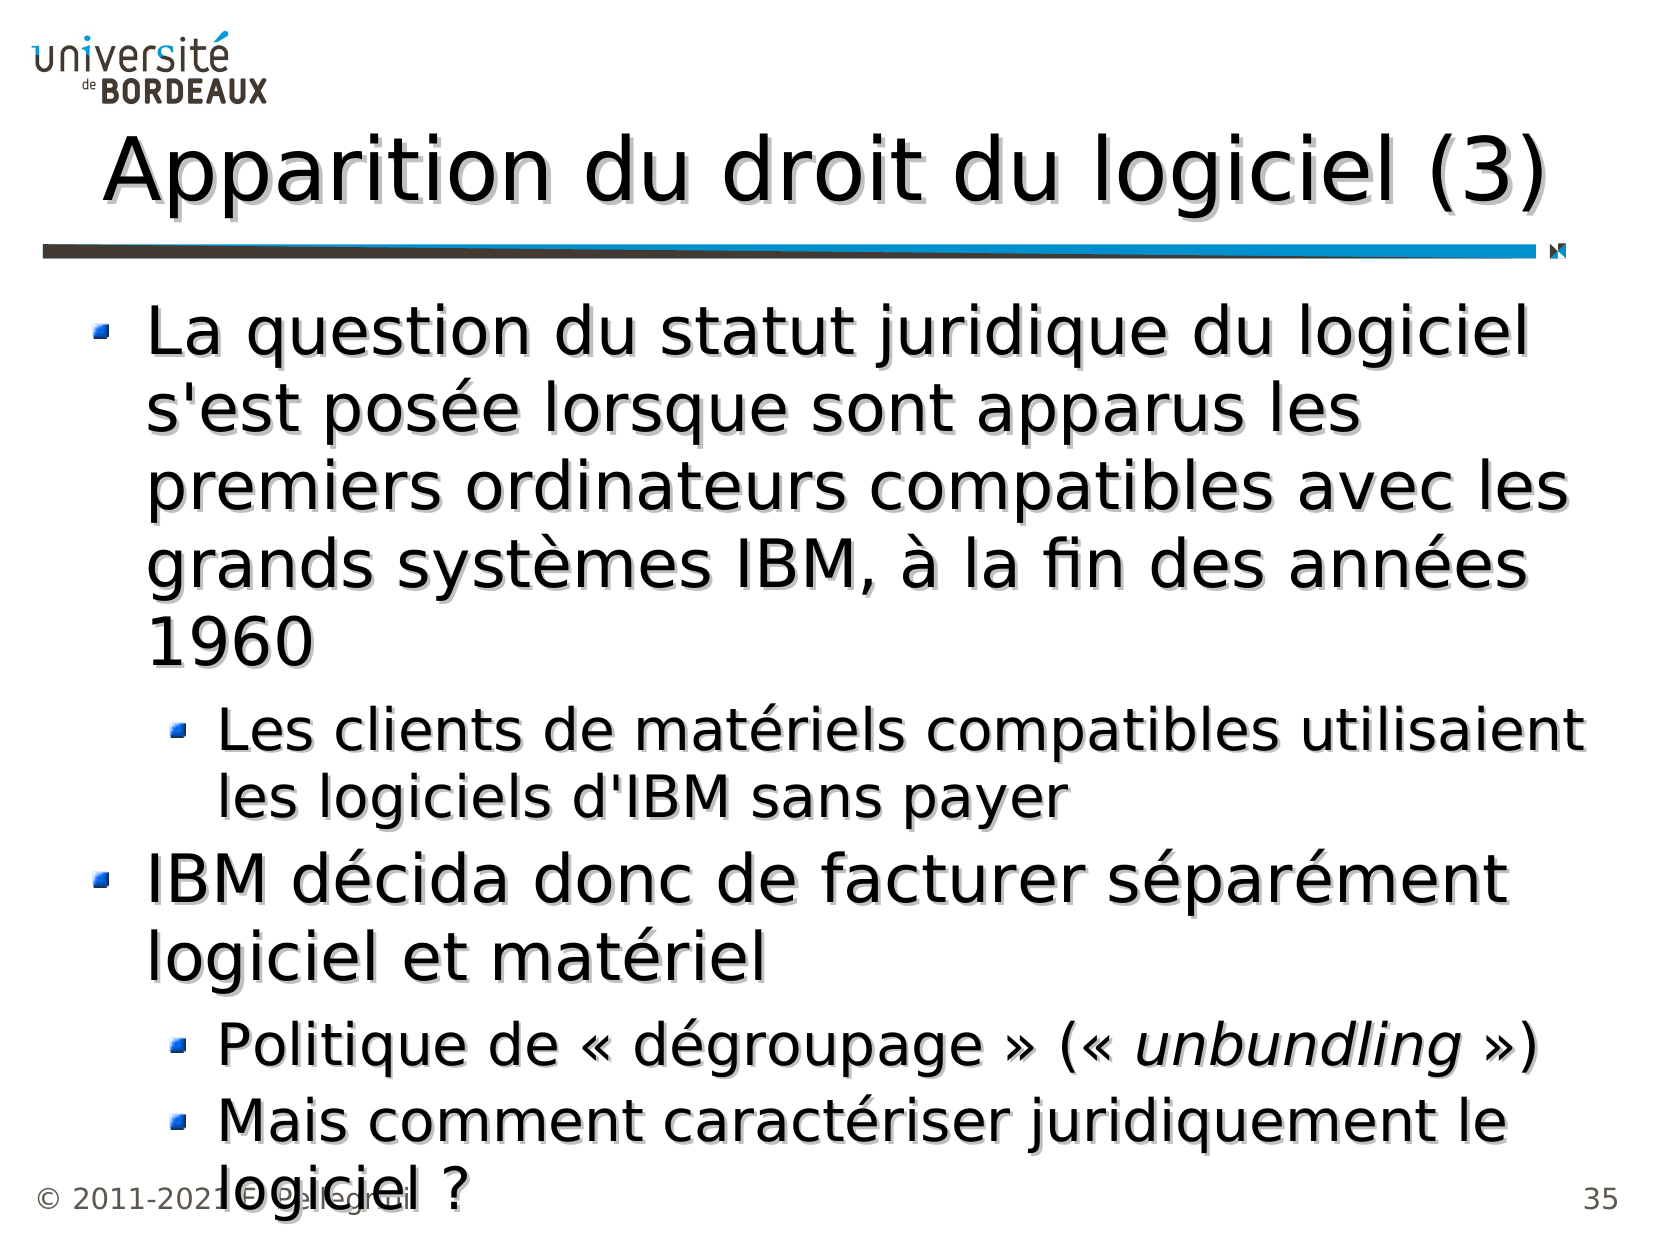 université
de BORDEAUX
Apparition du droit du logiciel (3)
La question du statut juridique du logiciel
s'est posée lorsque sont apparus les
premiers ordinateurs compatibles avec les
grands systèmes IBM, à la fin des années
1960
Les clients de matériels compatibles utilisaient
les logiciels d'IBM sans payer
IBM décida donc de facturer séparément
logiciel et matériel
Politique de « dégroupage » (« unbundling »)
Mais comment caractériser juridiquement le
logiciel ?
© 2011-2021 F. Pellegrini
35